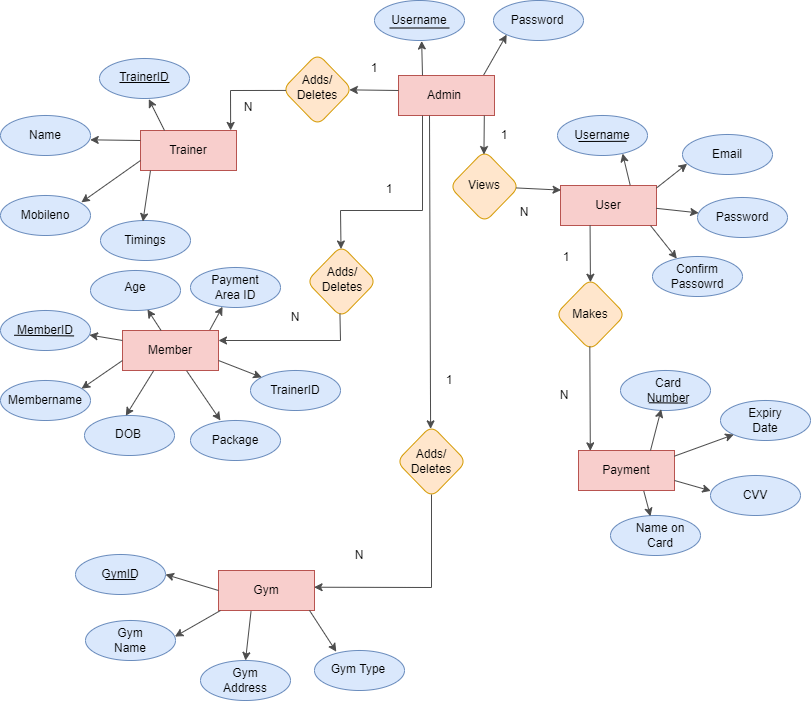 Username
Password
Adds/
Deletes
1
Admin
TrainerID
N
Name
Trainer
1
Username
Email
Views
Mobileno
1
User
Password
N
Timings
1
Confirm
Passowrd
Age
Payment
Area ID
Adds/
Deletes
N
Makes
MemberID
Member
TrainerID
1
N
Card
Number
Membername
DOB
Package
Expiry
Date
Adds/
Deletes
Payment
CVV
Name on
Card
N
GymID
Gym
Gym
Name
Gym
Address
Gym Type